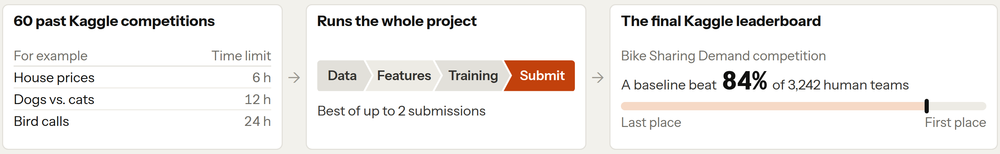 60 past Kaggle competitions
For example Time limit
House prices 6 h
Dogs vs. cats 12 h
Bird calls 24 h
Runs the whole project
Data Features Training Submit
Best of up to 2 submissions
The final Kaggle leaderboard
Bike Sharing Demand competition
A baseline beat 84% of 3,242 human teams
Last place First place